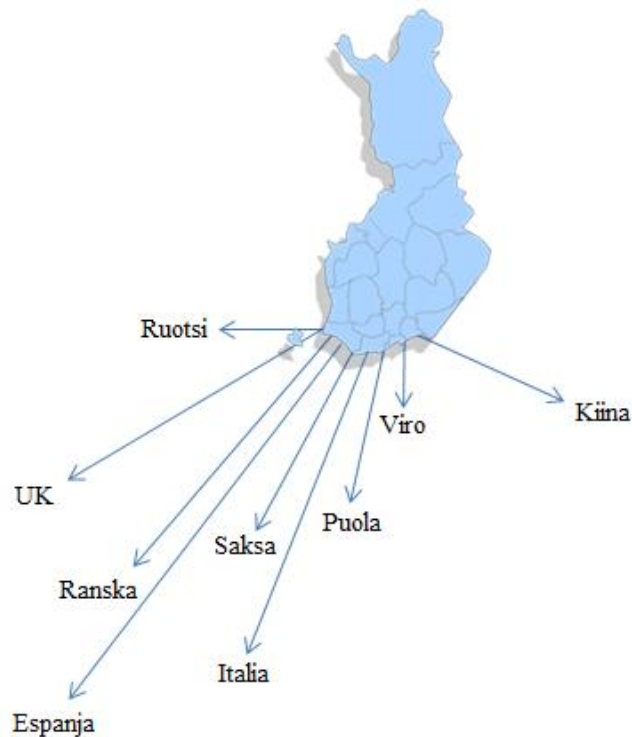 Ruotsi
Kiina
Viro
UK
Puola
Saksa
Ranska
Italia
Espanja